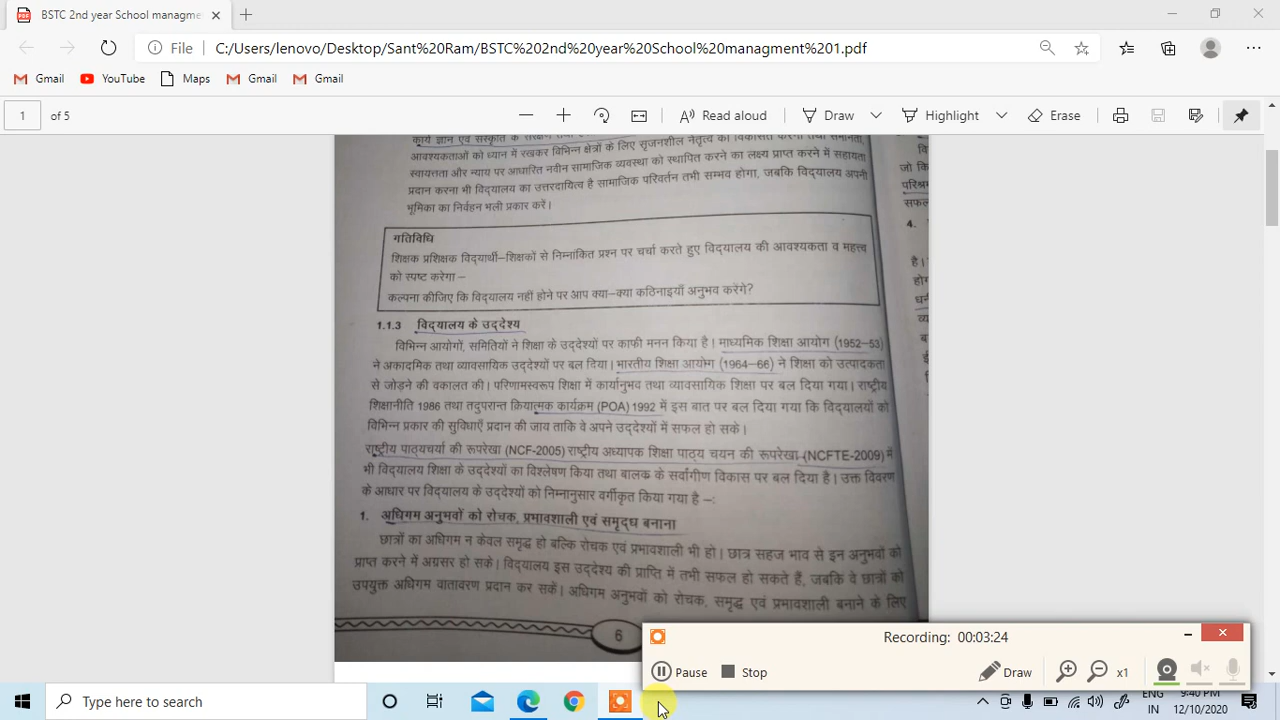 BSTC 2nd year School managme
File
C:/Users/lenovo/Desktop/Sant%20Ram/BSTC%202nd%20year%20School%20managment%201.pdf
Gmail YouTube Maps Gmail Gmail
1 of 5
Read aloud Draw Highlight Erase
कार्य ज्ञान एवं संस्कृति के संरक्षण तथा
के लिए सृजनशील नेतृत्व को विकसित करना तथा समानता,
आवश्यकताओं को ध्यान में रखकर विभिन्न क्षेत्रों
स्वायत्तता और न्याय पर आधारित नवीन सामाजिक व्यवस्था को स्थापित करने का लक्ष्य प्राप्त करने में सहायता
प्रदान करना भी विद्यालय का उत्तरदायित्व है सामाजिक परिवर्तन तभी सम्भव होगा, जबकि विद्यालय अपनी
भूमिका का निर्वहन भली प्रकार करें।
गतिविधि
शिक्षक प्रशिक्षक विद्यार्थी–शिक्षकों से निम्नांकित प्रश्न पर चर्चा करते हुए विद्यालय की आवश्यकता व महत्त्व
को स्पष्ट करेगा –
कल्पना कीजिए कि विद्यालय नहीं होने पर आप क्या–क्या कठिनाइयाँ अनुभव करेंगे?
1.1.3 विद्यालय के उद्देश्य
विभिन्न आयोगों, समितियों ने शिक्षा के उद्देश्यों पर काफी मनन किया है। माध्यमिक शिक्षा आयोग (1952–53)
ने अकादमिक तथा व्यावसायिक उद्देश्यों पर बल दिया। भारतीय शिक्षा आयोग (1964–66) ने शिक्षा को उत्पादकता
से जोड़ने की वकालत की। परिणामस्वरूप शिक्षा में कार्यानुभव तथा व्यावसायिक शिक्षा पर बल दिया गया। राष्ट्रीय
शिक्षानीति 1986 तथा तदुपरान्त क्रियात्मक कार्यक्रम (POA) 1992 में इस बात पर बल दिया गया कि विद्यालयों को
विभिन्न प्रकार की सुविधाएँ प्रदान की जाय ताकि वे अपने उद्देश्यों में सफल हो सके।
राष्ट्रीय पाठ्यचर्या की रूपरेखा (NCF-2005) राष्ट्रीय अध्यापक शिक्षा पाठ्य चयन की रूपरेखा (NCFTE-2009) में
भी विद्यालय शिक्षा के उद्देश्यों का विश्लेषण किया तथा बालक के सर्वांगीण विकास पर बल दिया है। उक्त विवरण
के आधार पर विद्यालय के उद्देश्यों को निम्नानुसार वर्गीकृत किया गया है –:
1. अधिगम अनुभवों को रोचक, प्रभावशाली एवं समृद्ध बनाना
छात्रों का अधिगम न केवल समृद्ध हो बल्कि रोचक एवं प्रभावशाली भी हो। छात्र सहज भाव से इन अनुभवों को
प्राप्त करने में अग्रसर हो सके। विद्यालय इस उद्देश्य की प्राप्ति में तभी सफल हो सकते हैं, जबकि वे छात्रों को
उपयुक्त अधिगम वातावरण प्रदान कर सकें। अधिगम अनुभवों को रोचक, समृद्ध एवं प्रभावशाली बनाने के लिए
6
वि
जो कि
परिश्रम
सफल
4.
है।
होग
व्य
Recording: 00:03:24
Pause Stop Draw x1
Type here to search
ENG
IN
9:40 PM
12/10/2020